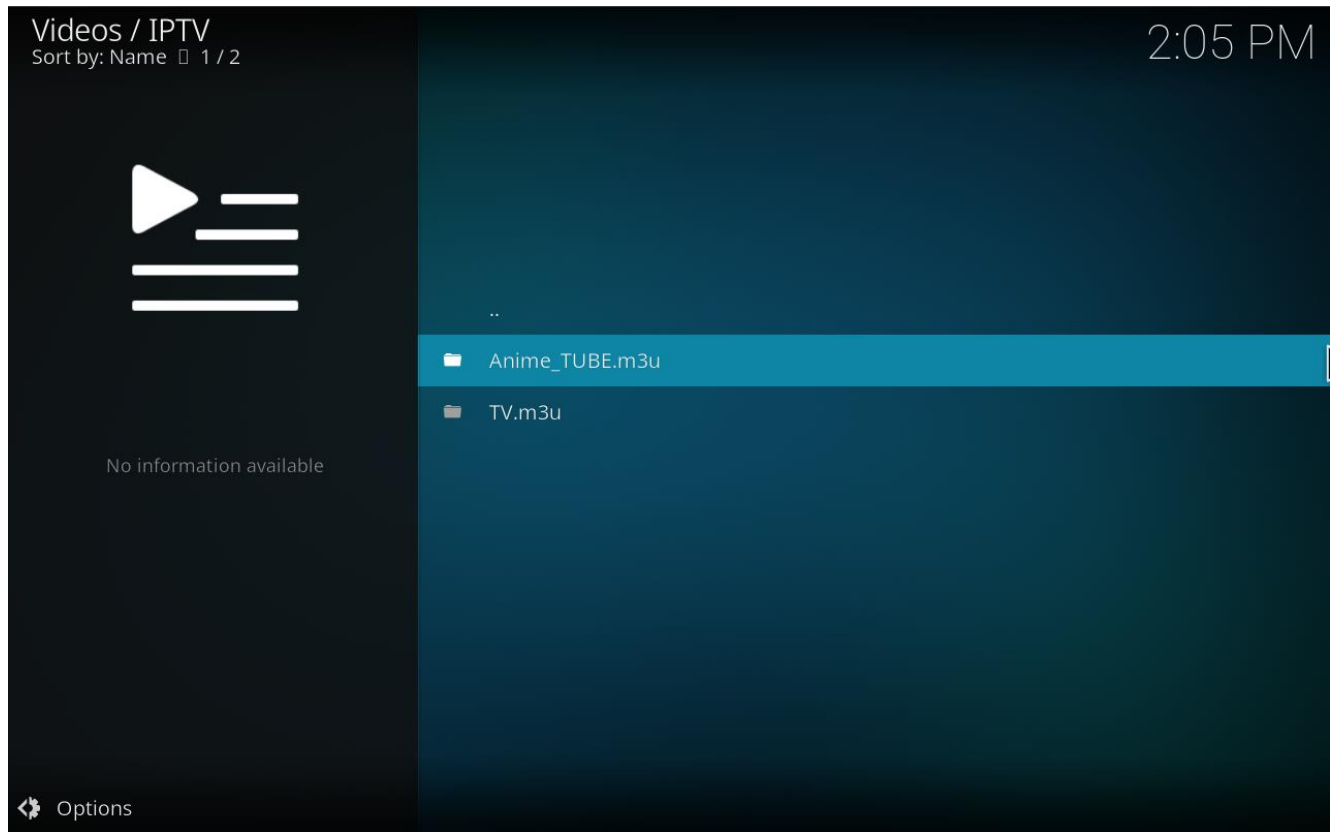 Videos / IPTV
Sort by: Name 1 / 2
2:05 PM
..
Anime_TUBE.m3u
TV.m3u
No information available
Options